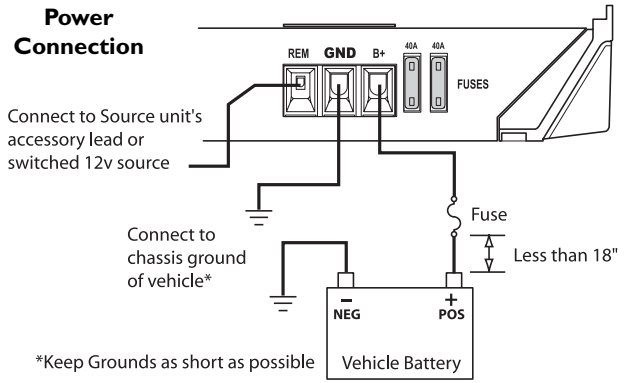 Power
Connection
REM GND B+ 40A 40A
FUSES
Connect to Source unit's
accessory lead or
switched 12v source
Fuse
Less than 18"
Connect to
chassis ground
of vehicle*
– +
NEG POS
Vehicle Battery
*Keep Grounds as short as possible